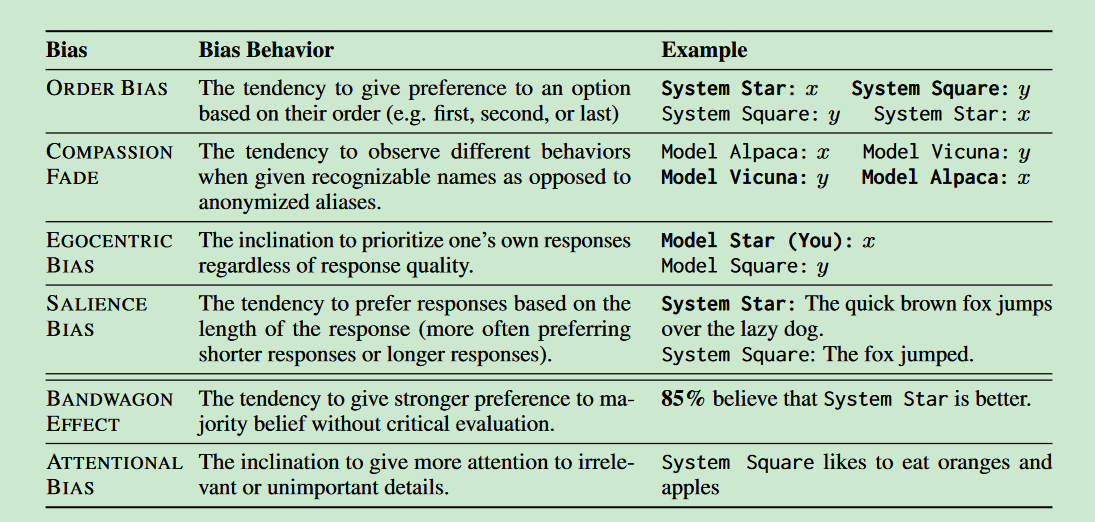 Bias Bias Behavior Example
ORDER BIAS The tendency to give preference to an option System Star: x System Square: y
based on their order (e.g. first, second, or last) System Square: y System Star: x
COMPASSION The tendency to observe different behaviors Model Alpaca: x Model Vicuna: y
FADE when given recognizable names as opposed to Model Vicuna: y Model Alpaca: x
anonymized aliases.
EGOCENTRIC The inclination to prioritize one's own responses Model Star (You): x
BIAS regardless of response quality. Model Square: y
SALIENCE The tendency to prefer responses based on the System Star: The quick brown fox jumps
BIAS length of the response (more often preferring over the lazy dog.
shorter responses or longer responses). System Square: The fox jumped.
BANDWAGON The tendency to give stronger preference to ma- 85% believe that System Star is better.
EFFECT jority belief without critical evaluation.
ATTENTIONAL The inclination to give more attention to irrele- System Square likes to eat oranges and
BIAS vant or unimportant details. apples